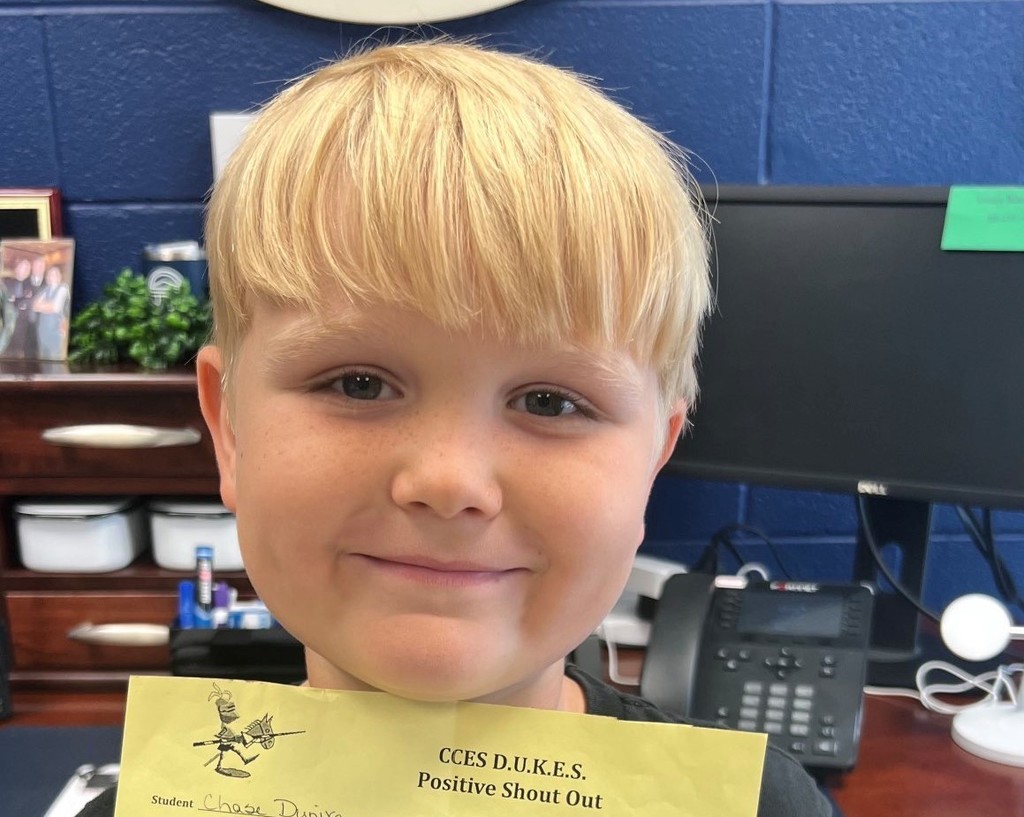 DELL
CCES D.U.K.E.S.
Positive Shout Out
Student Chase